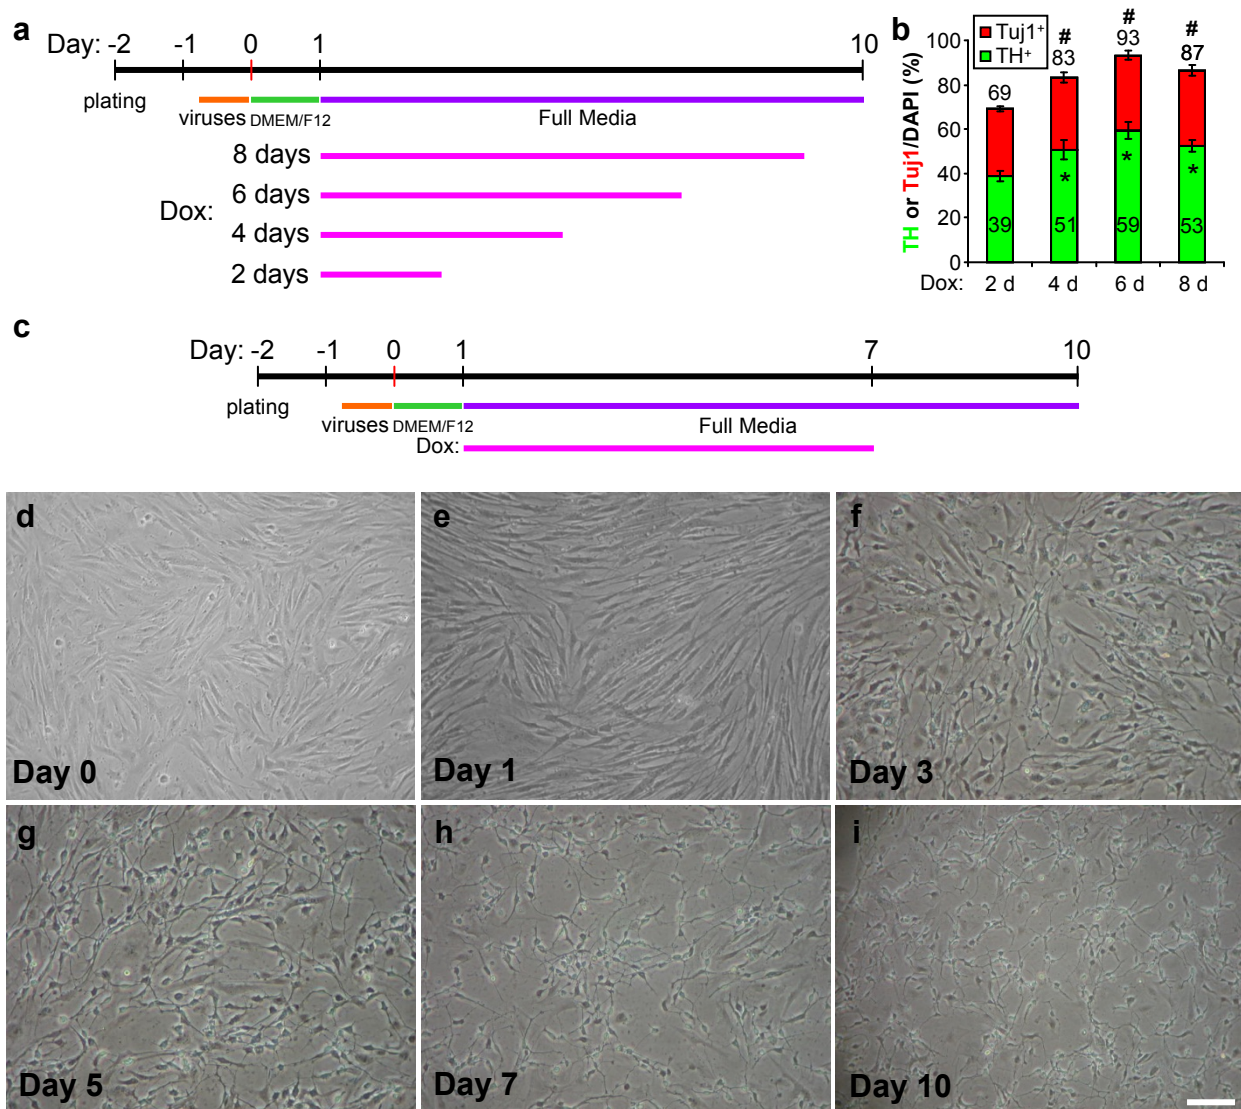 a
Day: -2 -1 0 1 10
plating
viruses DMEM/F12 Full Media
8 days
6 days
Dox:
4 days
2 days
b
TH or Tuj1/DAPI (%)
Tuj1+
TH+
100
80
60
40
20
0
69
# 83
# 93
# 87
* * *
39 51 59 53
Dox: 2 d 4 d 6 d 8 d
c
Day: -2 -1 0 1 7 10
plating
viruses DMEM/F12 Full Media
Dox:
d
Day 0
e
Day 1
f
Day 3
g
Day 5
h
Day 7
i
Day 10